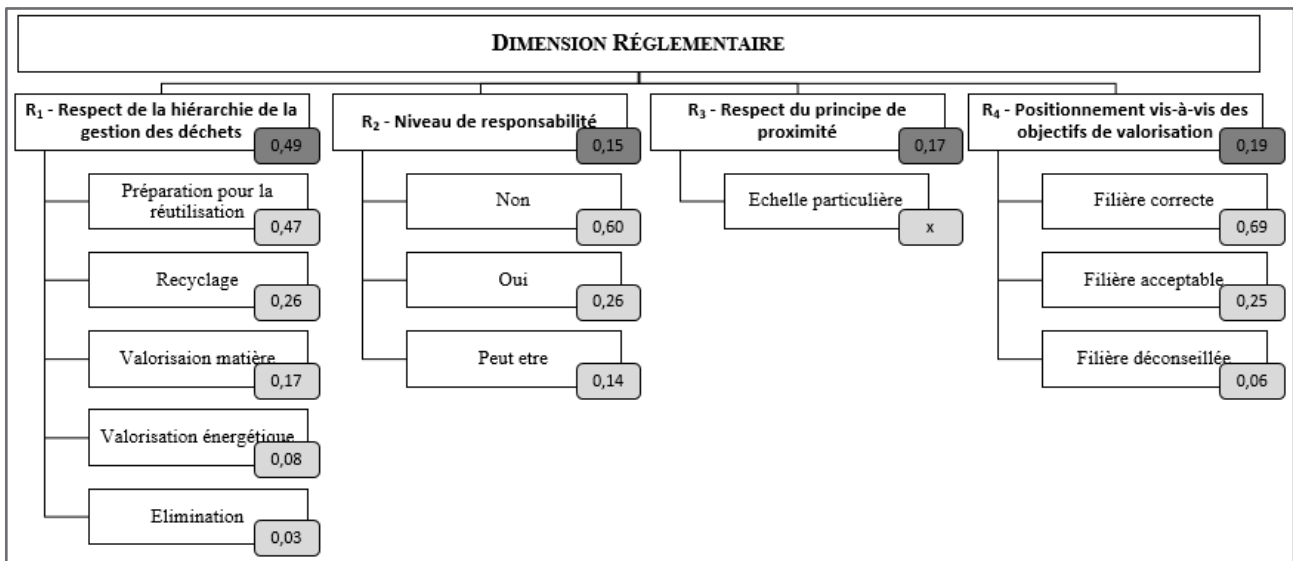 DIMENSION RÉGLEMENTAIRE
R₁ - Respect de la hiérarchie de la
gestion des déchets
0,49
Préparation pour la
réutilisation
0,47
Recyclage
0,26
Valorisaion matière
0,17
Valorisation énergétique
0,08
Elimination
0,03
R₂ - Niveau de responsabilité
0,15
Non
0,60
Oui
0,26
Peut etre
0,14
R₃ - Respect du principe de
proximité
0,17
Echelle particulière
x
R₄ - Positionnement vis-à-vis des
objectifs de valorisation
0,19
Filière correcte
0,69
Filière acceptable
0,25
Filière déconseillée
0,06